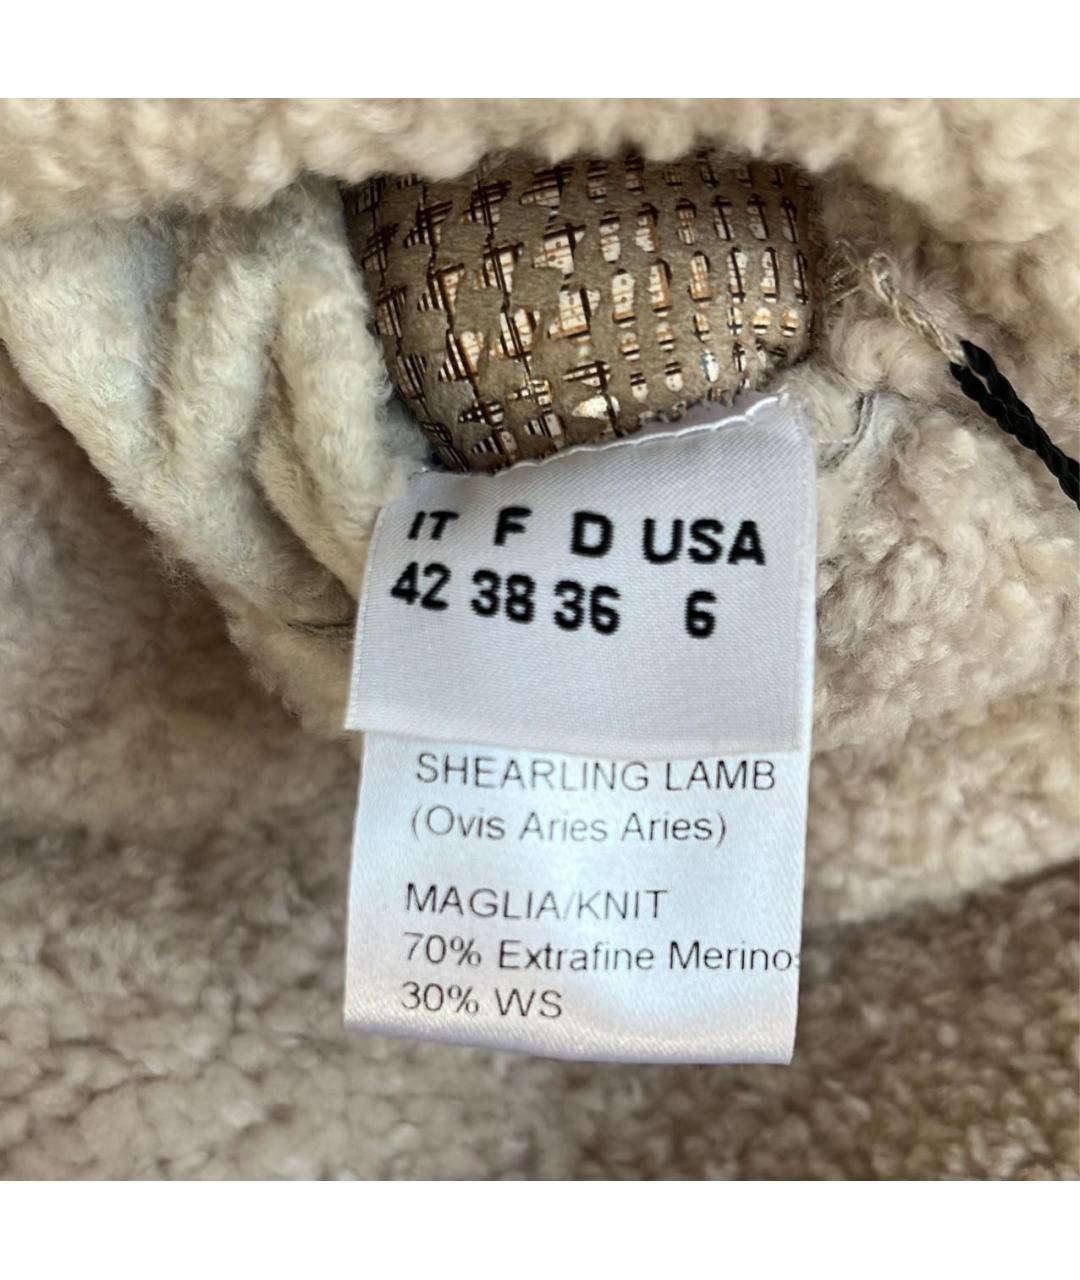 IT F D USA
42 38 36 6
SHEARLING LAMB
(Ovis Aries Aries)
MAGLIA/KNIT
70% Extrafine Merinos
30% WS